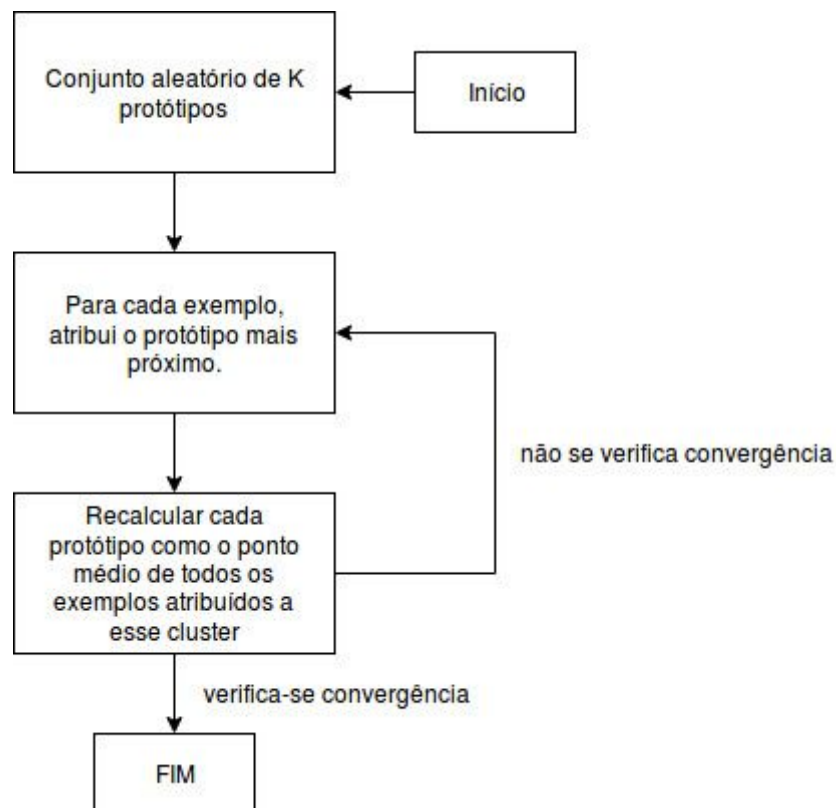 Conjunto aleatório de K
protótipos
Início
Para cada exemplo,
atribui o protótipo mais
próximo.
não se verifica convergência
Recalcular cada
protótipo como o ponto
médio de todos os
exemplos atribuídos a
esse cluster
verifica-se convergência
FIM